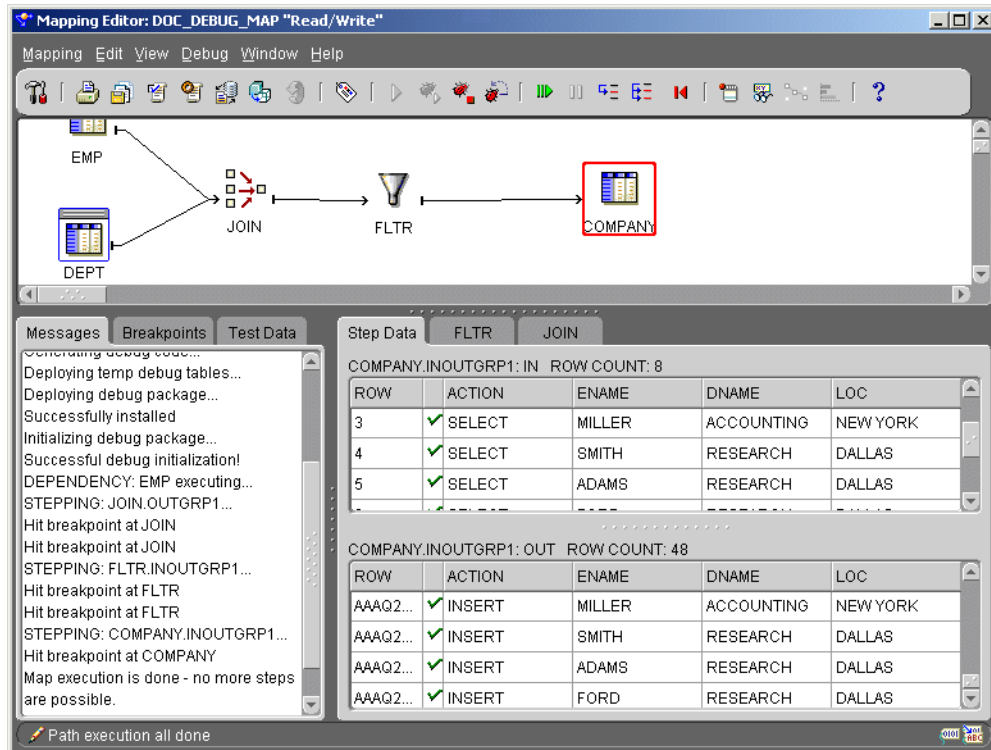 Mapping Editor: DOC_DEBUG_MAP "Read/Write"
Mapping Edit View Debug Window Help
EMP
JOIN
FLTR
COMPANY
DEPT
Messages Breakpoints Test Data
Generating debug code...
Deploying temp debug tables...
Deploying debug package...
Successfully installed
Initializing debug package...
Successful debug initialization!
DEPENDENCY: EMP executing...
STEPPING: JOIN.OUTGRP1...
Hit breakpoint at JOIN
Hit breakpoint at JOIN
STEPPING: FLTR.INOUTGRP1...
Hit breakpoint at FLTR
Hit breakpoint at FLTR
STEPPING: COMPANY.INOUTGRP1...
Hit breakpoint at COMPANY
Map execution is done - no more steps
are possible.
Step Data FLTR JOIN
COMPANY.INOUTGRP1: IN ROW COUNT: 8
ROW ACTION ENAME DNAME LOC
3 SELECT MILLER ACCOUNTING NEW YORK
4 SELECT SMITH RESEARCH DALLAS
5 SELECT ADAMS RESEARCH DALLAS
COMPANY.INOUTGRP1: OUT ROW COUNT: 48
ROW ACTION ENAME DNAME LOC
AAAQ2... INSERT MILLER ACCOUNTING NEW YORK
AAAQ2... INSERT SMITH RESEARCH DALLAS
AAAQ2... INSERT ADAMS RESEARCH DALLAS
AAAQ2... INSERT FORD RESEARCH DALLAS
Path execution all done